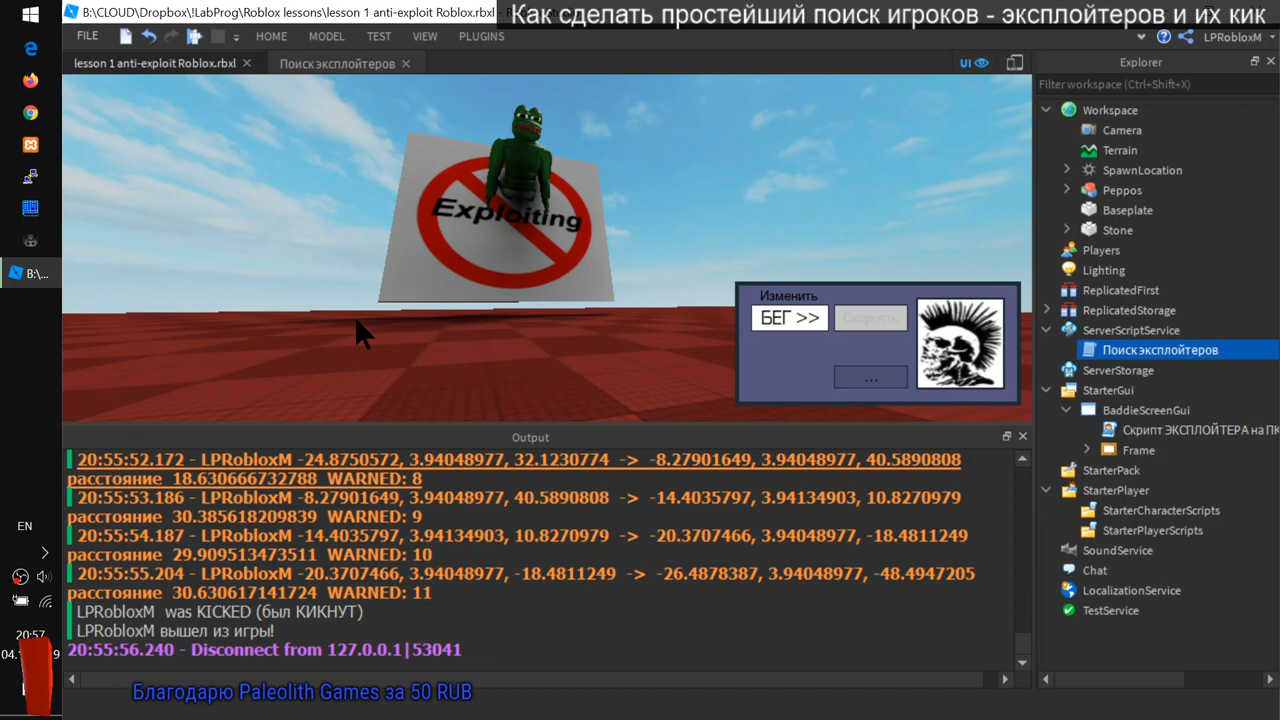 B:\CLOUD\Dropbox\!LabProg\Roblox lessons\lesson 1 anti-exploit Roblox.rbxl
Как сделать простейший поиск игроков - эксплойтеров и их кик
FILE
HOME
MODEL
TEST
VIEW
PLUGINS
LPRobloxM
lesson 1 anti-exploit Roblox.rbxl
Поиск эксплойтеров
UI
Explorer
Filter workspace (Ctrl+Shift+X)
Workspace
Camera
Terrain
SpawnLocation
Peppos
Baseplate
Stone
Players
Lighting
ReplicatedFirst
ReplicatedStorage
ServerScriptService
Поиск эксплойтеров
ServerStorage
StarterGui
BaddieScreenGui
Скрипт ЭКСПЛОЙТЕРА на ПК
Frame
StarterPack
StarterPlayer
StarterCharacterScripts
StarterPlayerScripts
SoundService
Chat
LocalizationService
TestService
Exploiting
Изменить
БЕГ >>
Скорость
...
Output
20:55:52.172 - LPRobloxM -24.8750572, 3.94048977, 32.1230774 -> -8.27901649, 3.94048977, 40.5890808
расстояние 18.630666732788 WARNED: 8
20:55:53.186 - LPRobloxM -8.27901649, 3.94048977, 40.5890808 -> -14.4035797, 3.94134903, 10.8270979
расстояние 30.385618209839 WARNED: 9
20:55:54.187 - LPRobloxM -14.4035797, 3.94134903, 10.8270979 -> -20.3707466, 3.94048977, -18.4811249
расстояние 29.909513473511 WARNED: 10
20:55:55.204 - LPRobloxM -20.3707466, 3.94048977, -18.4811249 -> -26.4878387, 3.94048977, -48.4947205
расстояние 30.630617141724 WARNED: 11
LPRobloxM was KICKED (был КИКНУТ)
LPRobloxM вышел из игры!
20:55:56.240 - Disconnect from 127.0.0.1|53041
B:\...
EN
20:57
Благодарю Paleolith Games за 50 RUB